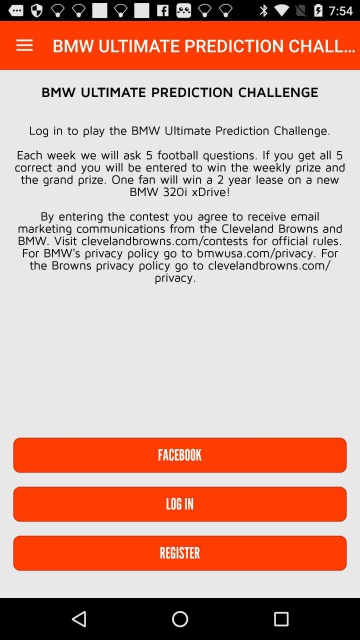 7:54
BMW ULTIMATE PREDICTION CHALL...
BMW ULTIMATE PREDICTION CHALLENGE
Log in to play the BMW Ultimate Prediction Challenge.
Each week we will ask 5 football questions. If you get all 5
correct and you will be entered to win the weekly prize and
the grand prize. One fan will win a 2 year lease on a new
BMW 320i xDrive!
By entering the contest you agree to receive email
marketing communications from the Cleveland Browns and
BMW. Visit clevelandbrowns.com/contests for official rules.
For BMW's privacy policy go to bmwusa.com/privacy. For
the Browns privacy policy go to clevelandbrowns.com/
privacy.
FACEBOOK
LOG IN
REGISTER